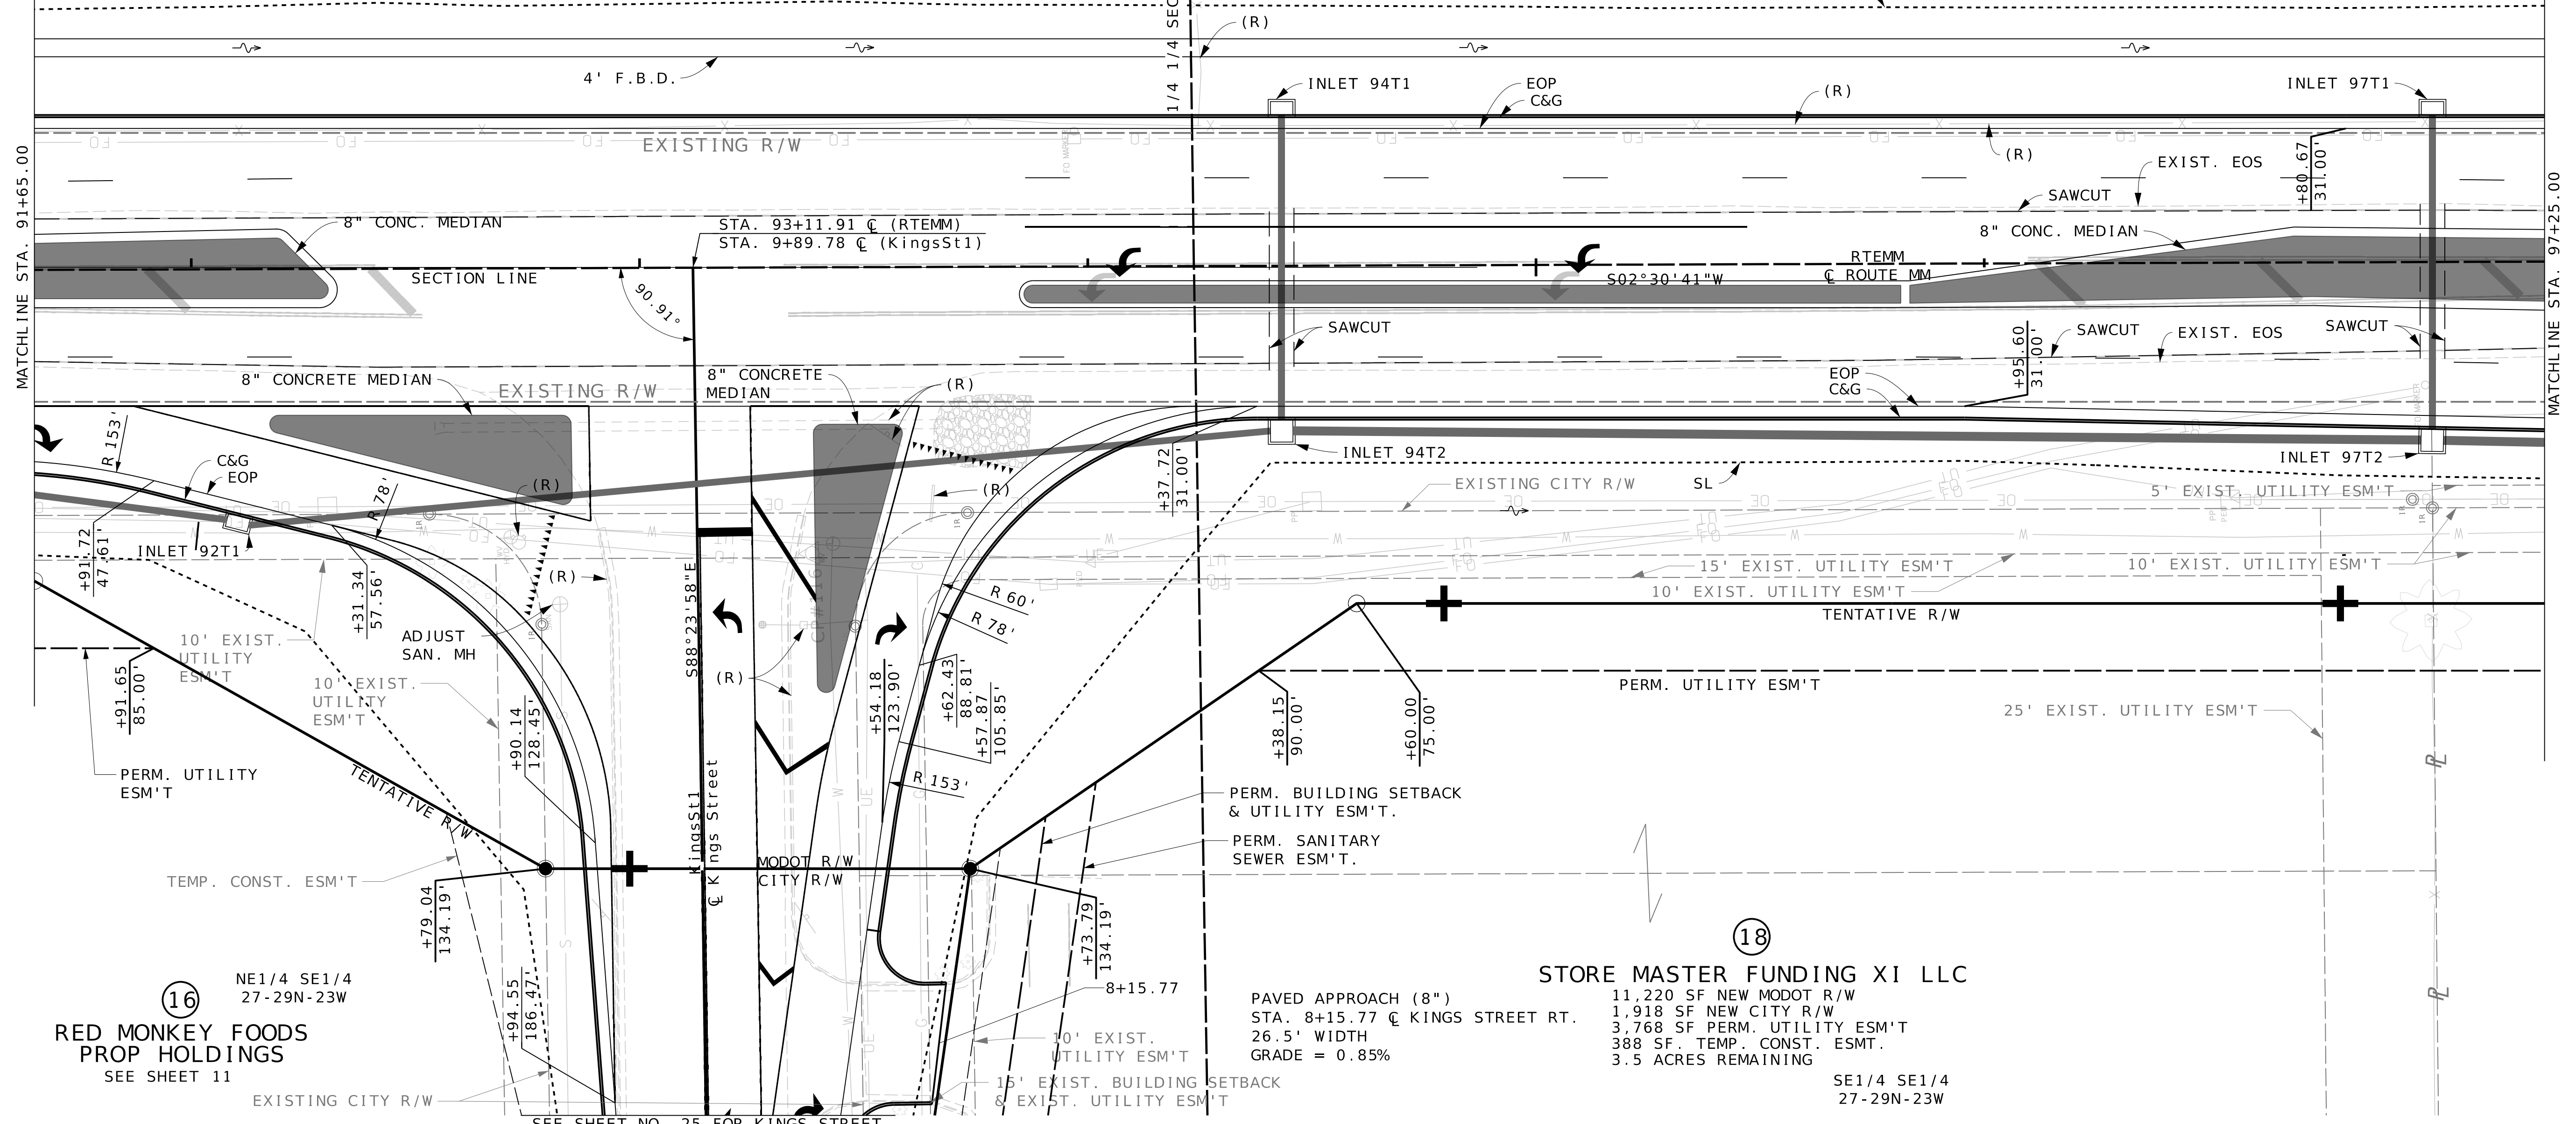 1/4 1/4 SEC
(R)
4' F.B.D.
INLET 94T1
EOP
C&G
(R)
INLET 97T1
EXISTING R/W
FO MARKER
(R)
EXIST. EOS
+80.67
31.00'
SAWCUT
MATCHLINE STA. 91+65.00
MATCHLINE STA. 97+25.00
8" CONC. MEDIAN
STA. 93+11.91 ℄ (RTEMM)
STA. 9+89.78 ℄ (KingsSt1)
8" CONC. MEDIAN
SECTION LINE
90.91°
S02°30'41"W
RTEMM
℄ ROUTE MM
SAWCUT
+95.60
31.00'
SAWCUT
EXIST. EOS
SAWCUT
8" CONCRETE MEDIAN
EXISTING R/W
8" CONCRETE
MEDIAN
(R)
EOP
C&G
R 153'
C&G
EOP
R 78'
(R)
(R)
+37.72
31.00'
INLET 94T2
SL
INLET 97T2
EXISTING CITY R/W
5' EXIST. UTILITY ESM'T
+91.72
47.61'
INLET 92T1
+31.34
57.56'
(R)
S88°23'58"E
R 60'
R 78'
15' EXIST. UTILITY ESM'T
10' EXIST. UTILITY ESM'T
10' EXIST. UTILITY ESM'T
TENTATIVE R/W
10' EXIST.
UTILITY
ESM'T
ADJUST
SAN. MH
10' EXIST.
UTILITY
ESM'T
(R)
+91.65
85.00'
+90.14
128.45'
+54.18
123.90'
+62.43
88.81'
+57.87
105.85'
+38.15
90.00'
+60.00
75.00'
PERM. UTILITY ESM'T
25' EXIST. UTILITY ESM'T
PERM. UTILITY
ESM'T
TENTATIVE R/W
KingsSt1
℄ Kings Street
R 153'
PERM. BUILDING SETBACK
& UTILITY ESM'T.
PERM. SANITARY
SEWER ESM'T.
MODOT R/W
CITY R/W
TEMP. CONST. ESM'T
+79.04
134.19'
+73.79
134.19'
+94.55
186.47'
8+15.77
16
NE1/4 SE1/4
27-29N-23W
RED MONKEY FOODS
PROP HOLDINGS
SEE SHEET 11
EXISTING CITY R/W
10' EXIST.
UTILITY ESM'T
15' EXIST. BUILDING SETBACK
& EXIST. UTILITY ESM'T
PAVED APPROACH (8")
STA. 8+15.77 ℄ KINGS STREET RT.
26.5' WIDTH
GRADE = 0.85%
18
STORE MASTER FUNDING XI LLC
11,220 SF NEW MODOT R/W
1,918 SF NEW CITY R/W
3,768 SF PERM. UTILITY ESM'T
388 SF. TEMP. CONST. ESMT.
3.5 ACRES REMAINING
SE1/4 SE1/4
27-29N-23W
SEE SHEET NO. 25 FOR KINGS STREET